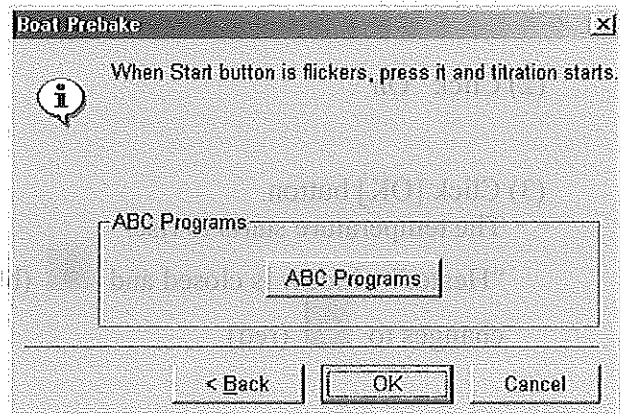 Boat Prebake
When Start button is flickers, press it and titration starts.
ABC Programs
ABC Programs
< Back
OK
Cancel